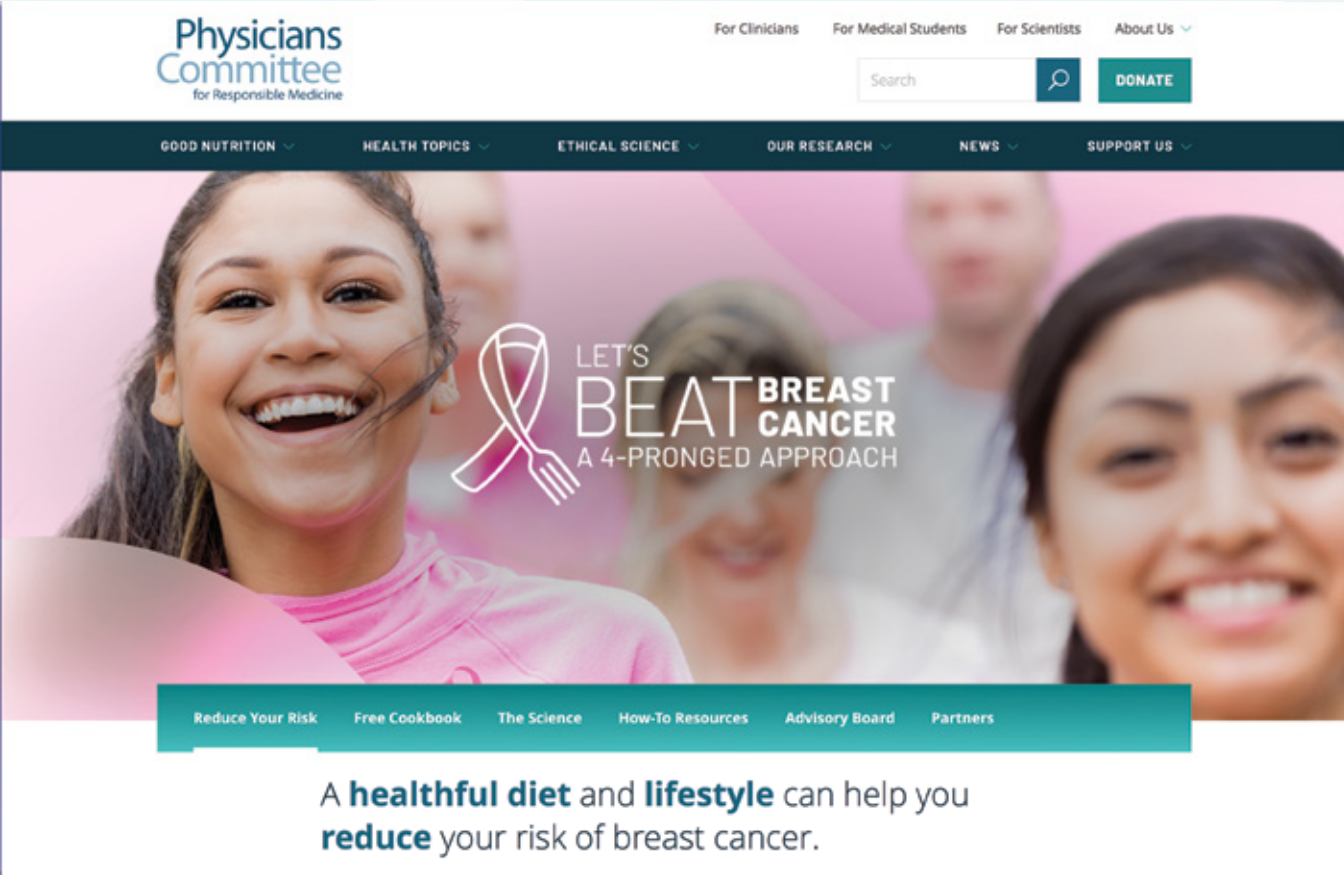 Physicians
Committee
for Responsible Medicine
For Clinicians For Medical Students For Scientists About Us
Search
DONATE
GOOD NUTRITION HEALTH TOPICS ETHICAL SCIENCE OUR RESEARCH NEWS SUPPORT US
LET'S
BEAT BREAST
CANCER
A 4-PRONGED APPROACH
Reduce Your Risk Free Cookbook The Science How-To Resources Advisory Board Partners
A healthful diet and lifestyle can help you
reduce your risk of breast cancer.